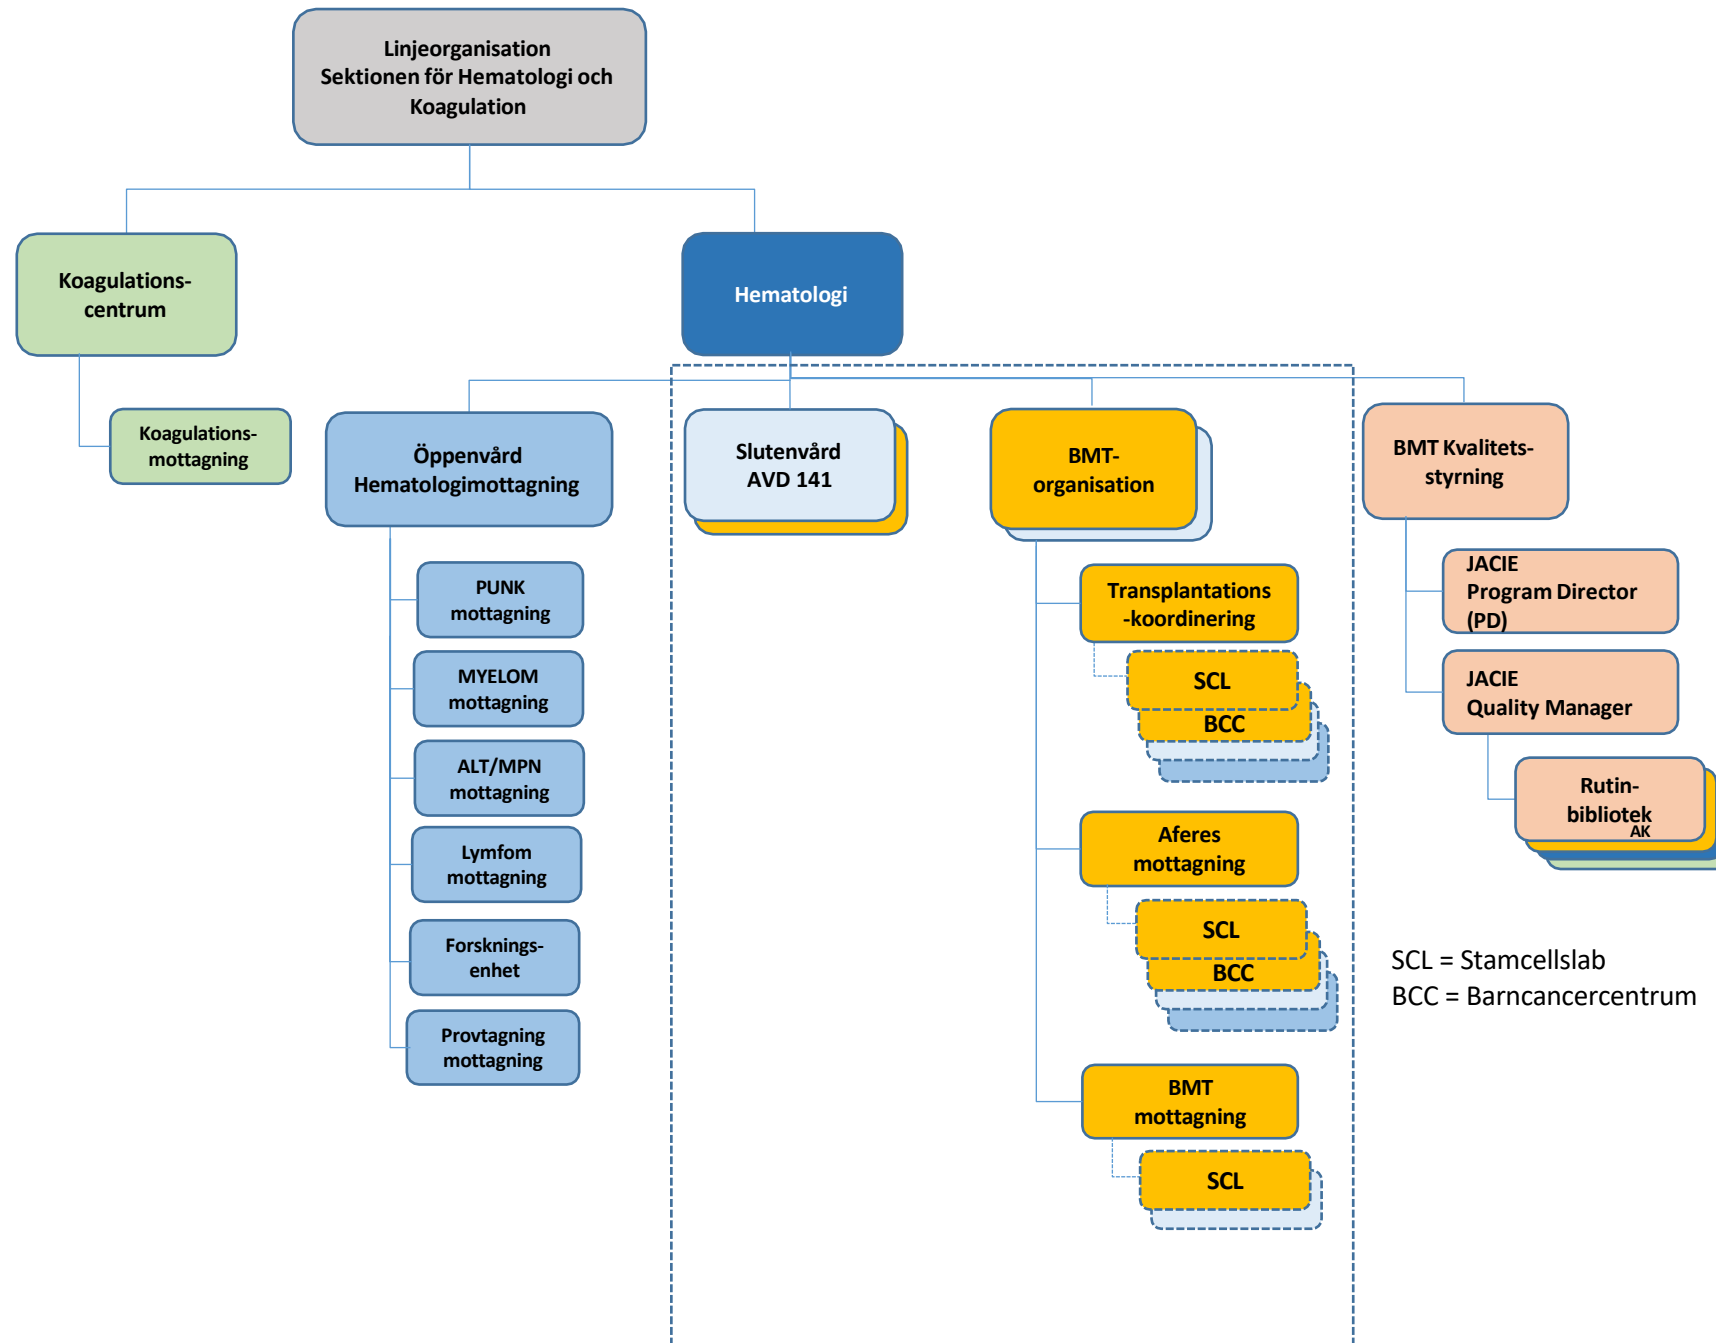 Linjeorganisation
Sektionen för Hematologi och
Koagulation
Koagulations-
centrum
Hematologi
Koagulations-
mottagning
Öppenvård
Hematologimottagning
Slutenvård
AVD 141
BMT-
organisation
BMT Kvalitets-
styrning
PUNK
mottagning
MYELOM
mottagning
ALT/MPN
mottagning
Lymfom
mottagning
Forsknings-
enhet
Provtagning
mottagning
Transplantations
-koordinering
SCL
BCC
Aferes
mottagning
SCL
BCC
BMT
mottagning
SCL
JACIE
Program Director
(PD)
JACIE
Quality Manager
Rutin-
bibliotek
AK
SCL = Stamcellslab
BCC = Barncancercentrum